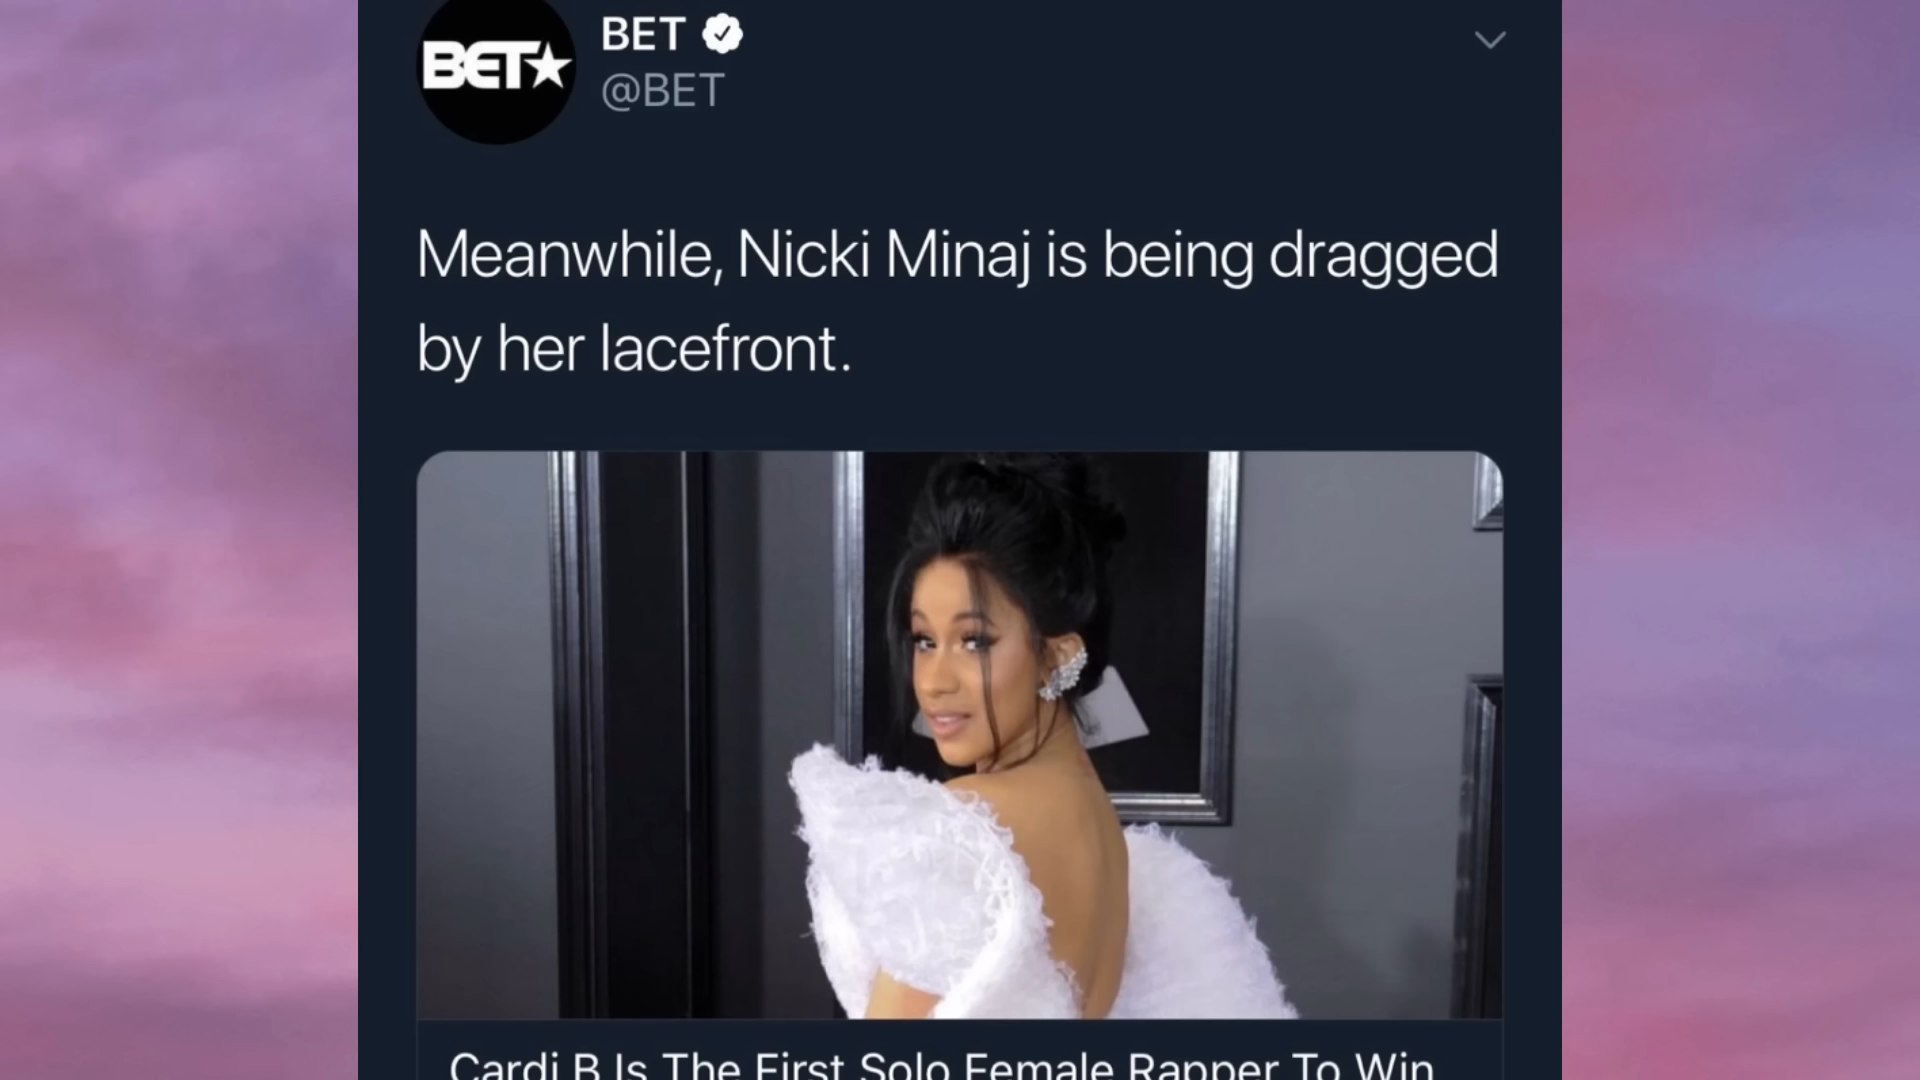 BET★
BET
@BET
Meanwhile, Nicki Minaj is being dragged
by her lacefront.
Cardi B Is The First Solo Female Rapper To Win